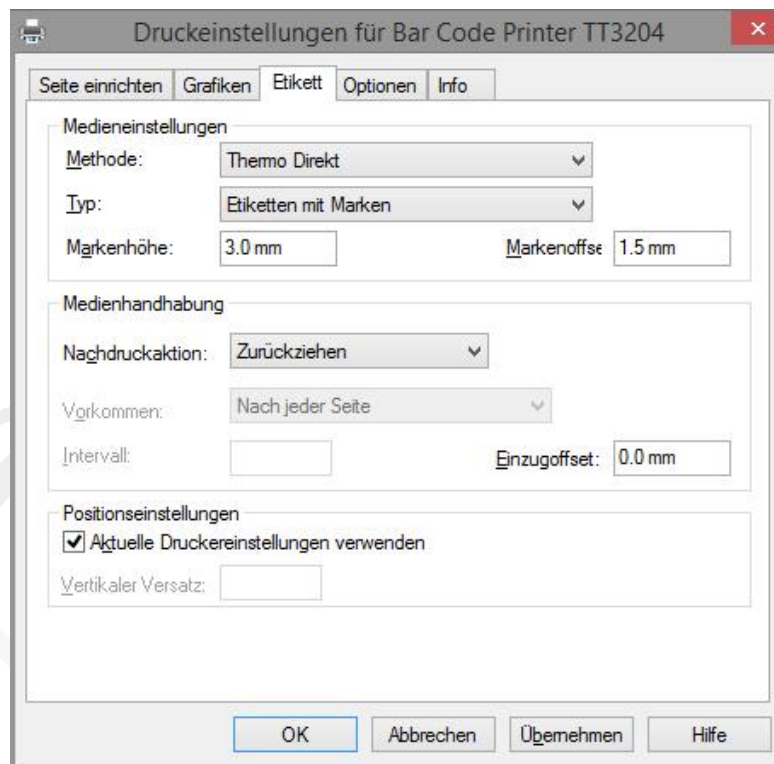 Druckeinstellungen für Bar Code Printer TT3204
Seite einrichten Grafiken Etikett Optionen Info
Medieneinstellungen
Methode: Thermo Direkt
Typ: Etiketten mit Marken
Markenhöhe: 3.0 mm Markenoffse 1.5 mm
Medienhandhabung
Nachdruckaktion: Zurückziehen
Vorkommen: Nach jeder Seite
Intervall: Einzugoffset: 0.0 mm
Positionseinstellungen
Aktuelle Druckereinstellungen verwenden
Vertikaler Versatz:
OK Abbrechen Übernehmen Hilfe